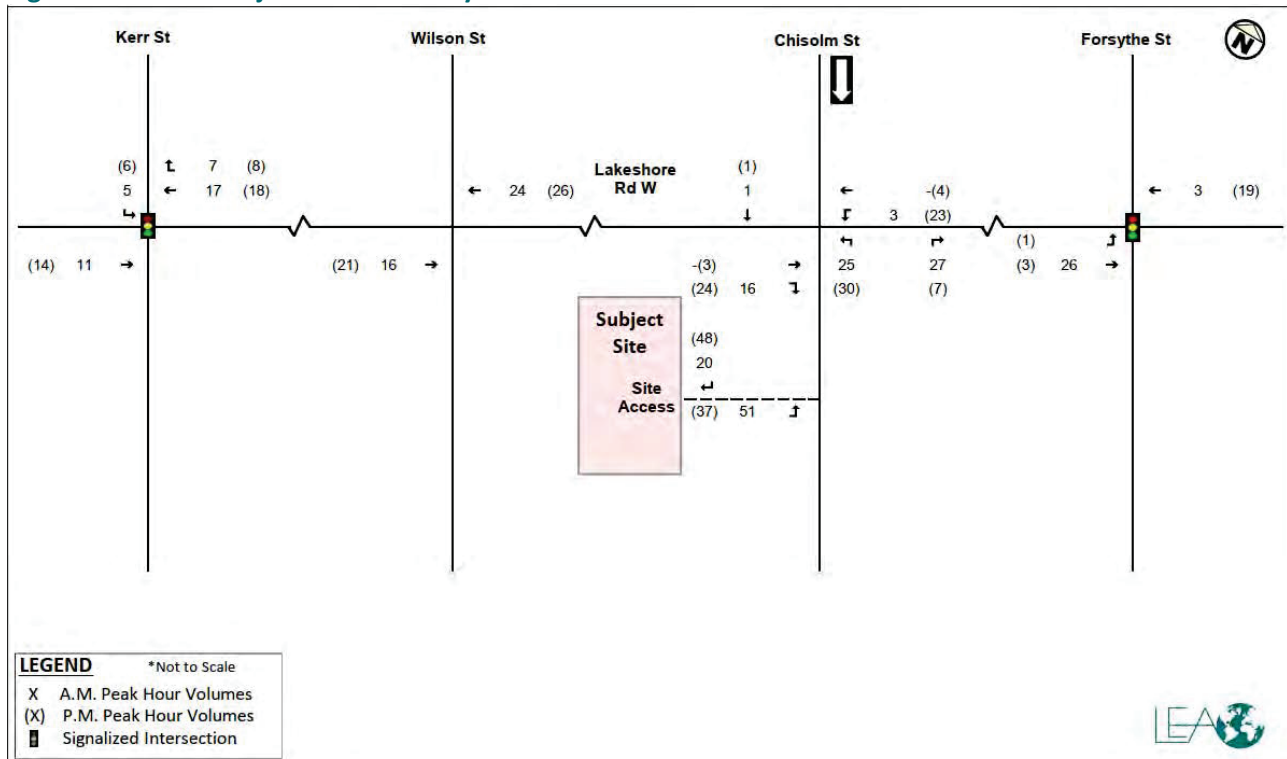 Kerr St
Wilson St
Chisolm St
Forsythe St
N
(6) 7 (8)
5 17 (18)
(14) 11
24 (26)
(21) 16
Lakeshore
Rd W
(1)
1
-(4)
3 (23)
-(3) 25 27
(24) 16 (30) (7)
3 (19)
(1)
(3) 26
Subject
Site
(48)
20
Site
Access
(37) 51
LEGEND *Not to Scale
X A.M. Peak Hour Volumes
(X) P.M. Peak Hour Volumes
Signalized Intersection
LEA